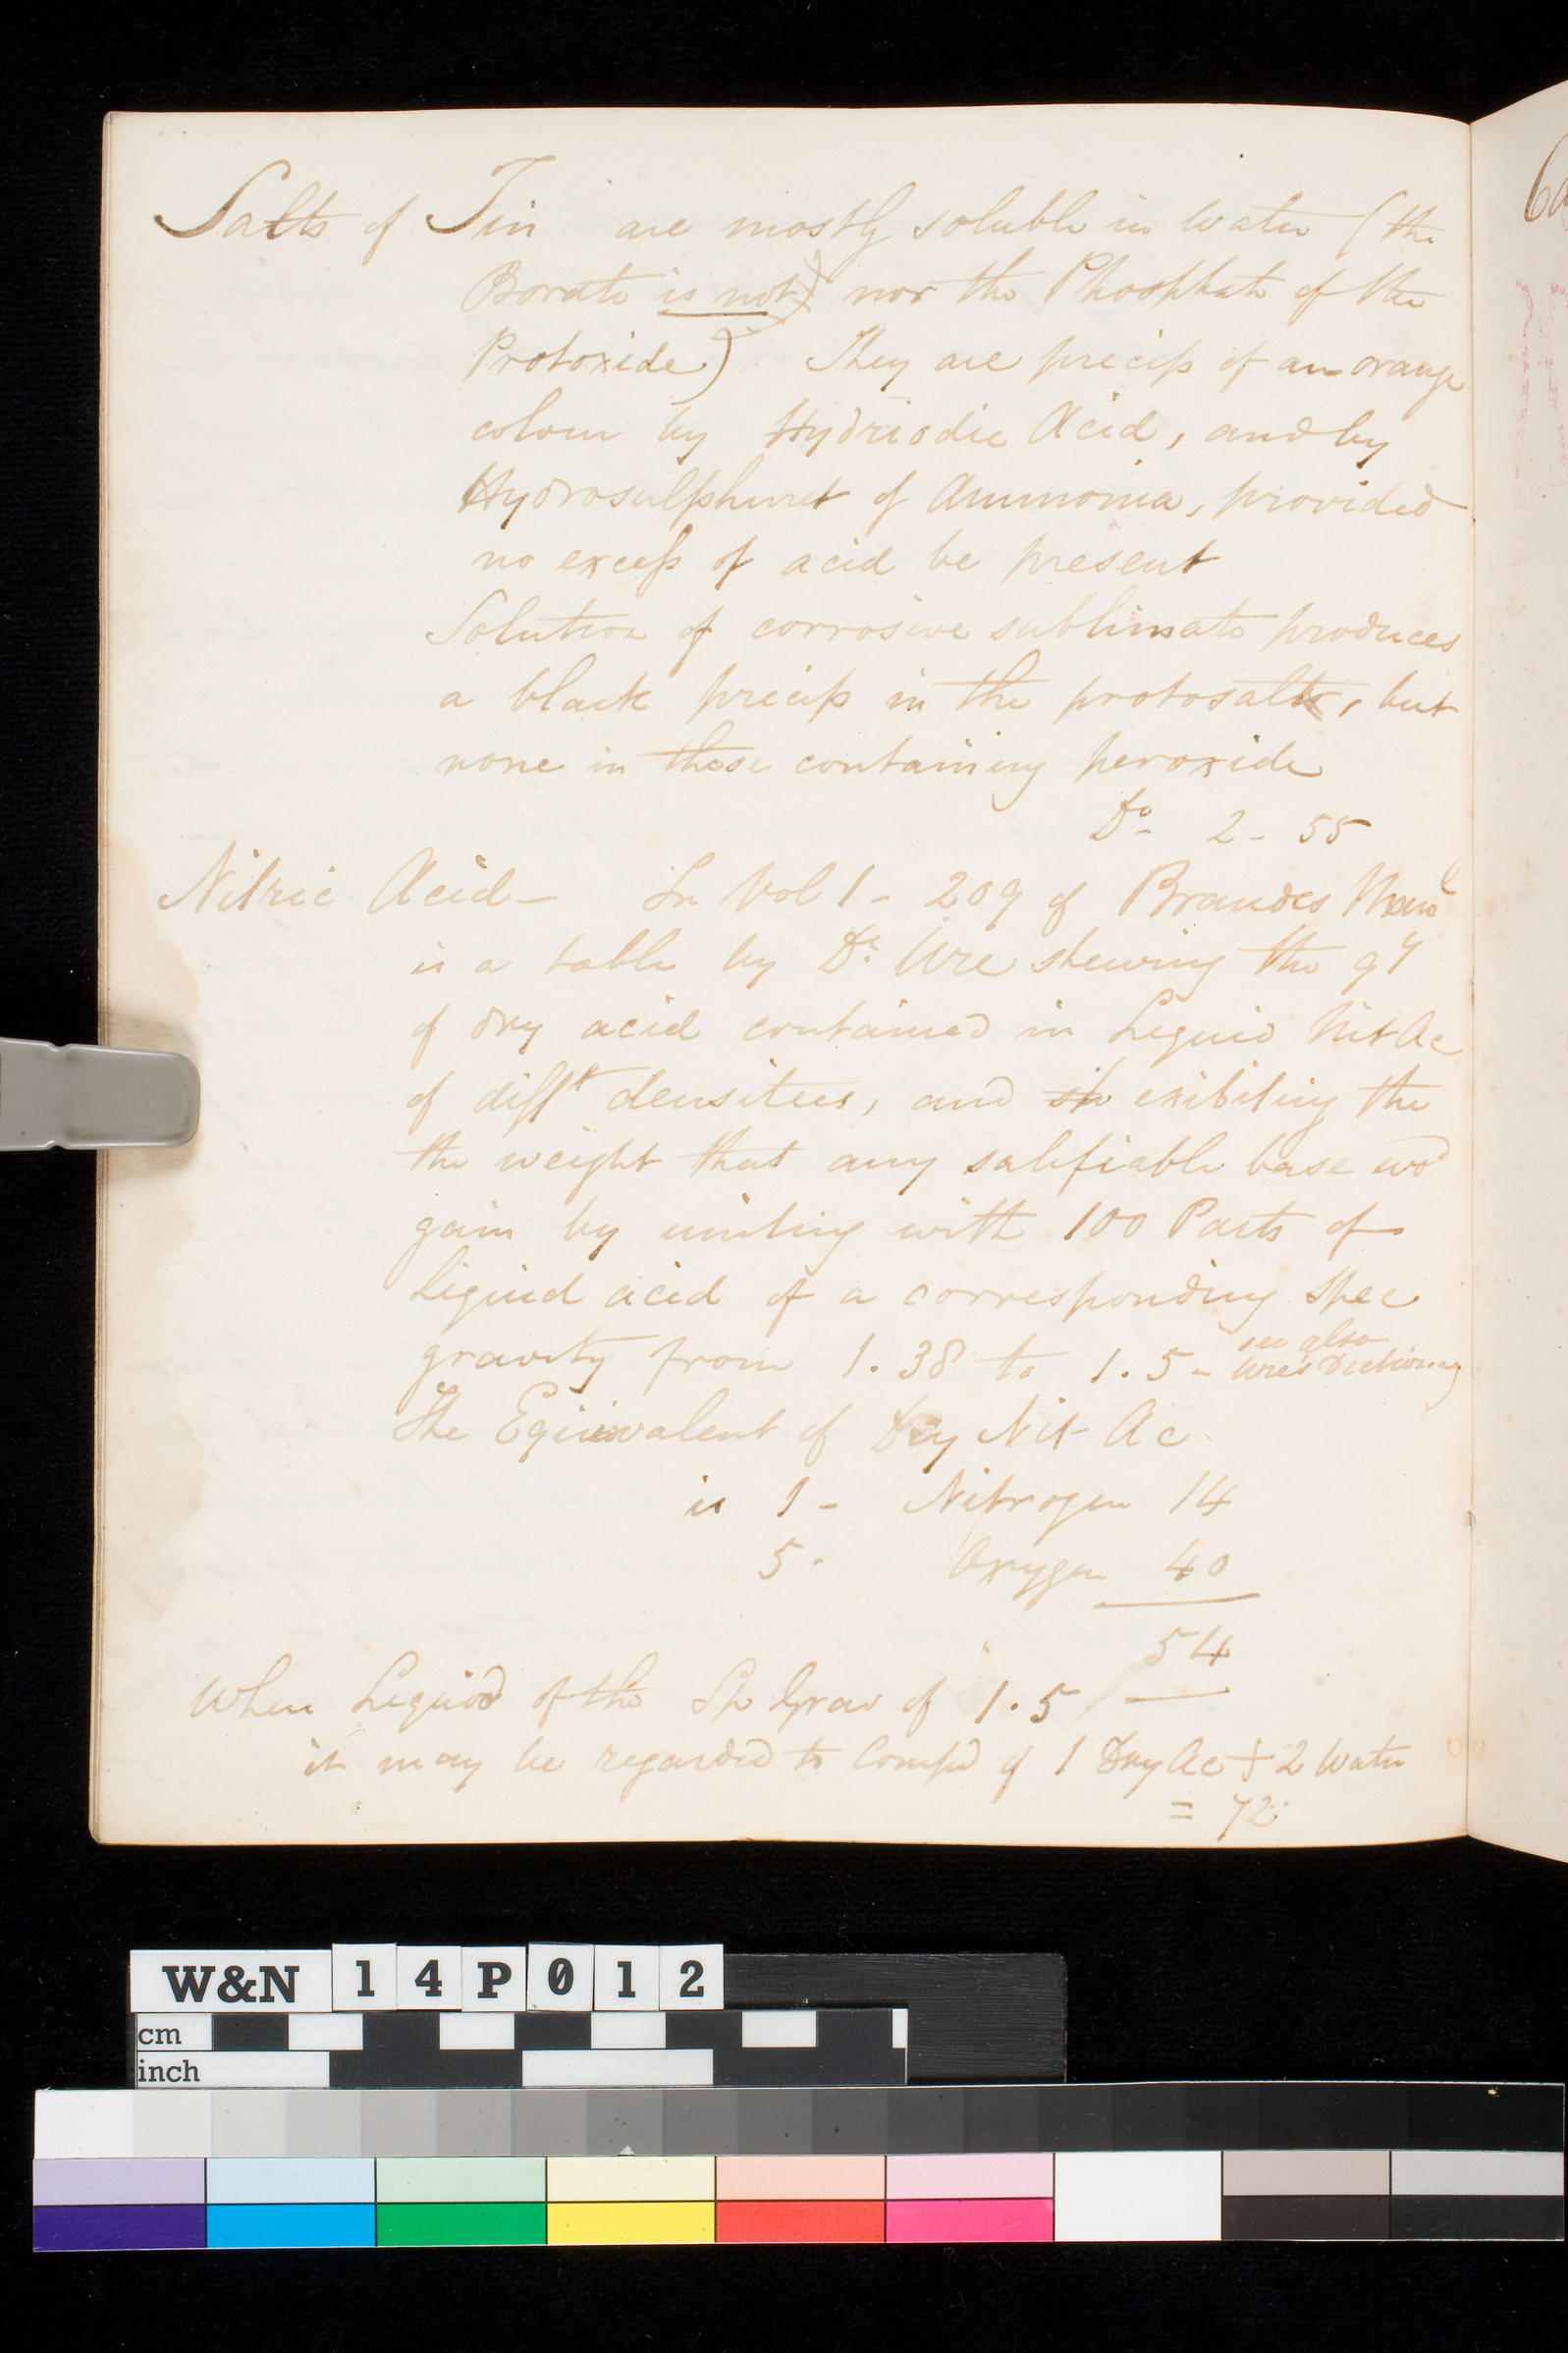 Salts of Tin are mostly soluble in Water (the
Borate is not) nor the Phosphate of the
Protoxide) They are precip of an orange
colour by Hydriodic Acid, and by
Hydrosulphuret of Ammonia, provided
no excess of acid be present
Solution of corrosive sublimate produces
a black precip in the protosalts, but
none in those containing peroxide
Do 2 - 55
Nitric Acid - In Vol 1 - 209 of Brandes Manl
is a table by Dr. Ure shewing the qy
of dry acid contained in Liquid Nit Ac
of difft densitees, and sh exibiting the
the weight that any salifiable base wod
gain by uniting with 100 Parts of
Liquid acid of a corresponding spec
gravity from 1.38 to 1.5 - see also
Ures Dictionary
The Equivalent of Dry Nit Ac
is 1 - Nitrogen 14
5. Oxygen 40
54
When Liquid of the Sp Grav of 1.5
it may be regarded to Compd of 1 Dry Ac + 2 Water
= 72
W&N 14P012
cm
inch